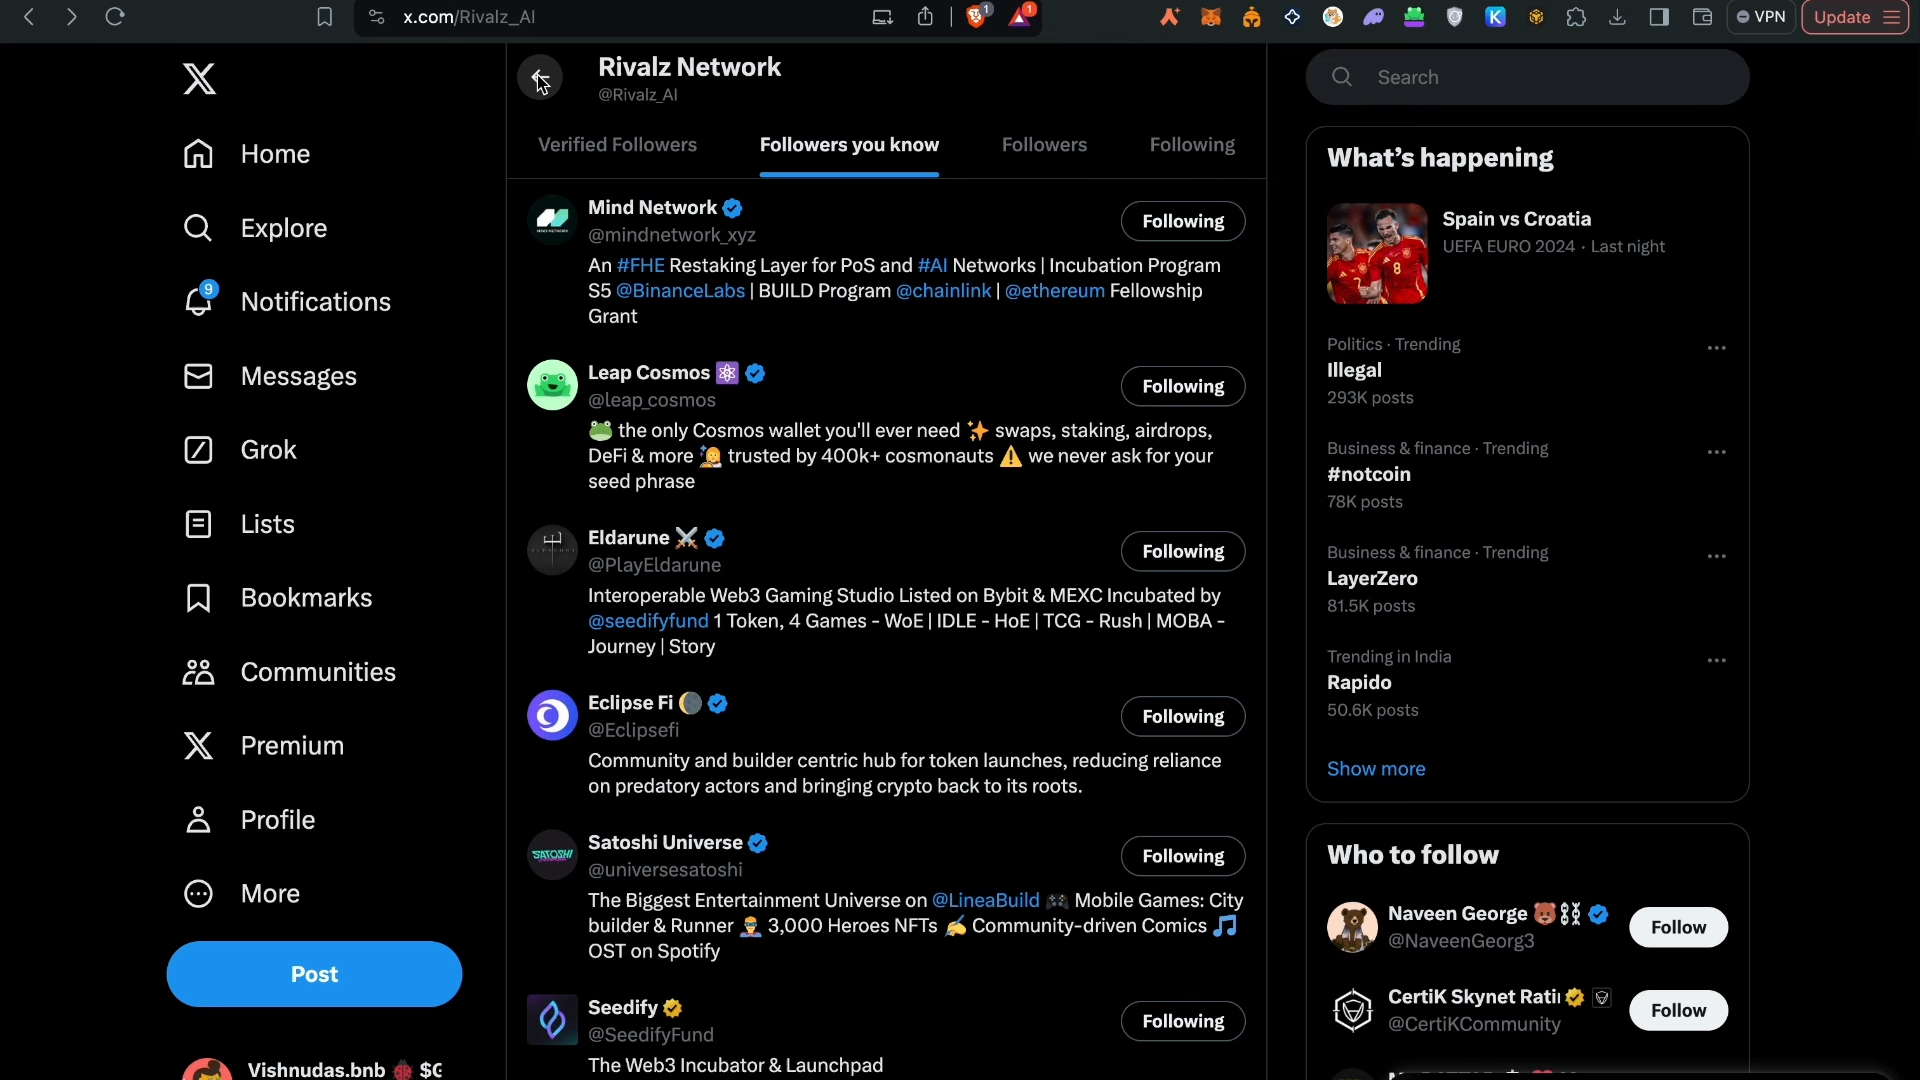 x.com/Rivalz_AI
1
1
VPN
Update
Home
Explore
9
Notifications
Messages
Grok
Lists
Bookmarks
Communities
Premium
Profile
More
Post
Vishnudas.bnb
Rivalz Network
@Rivalz_AI
Verified Followers
Followers you know
Followers
Following
Mind Network
@mindnetwork_xyz
Following
An #FHE Restaking Layer for PoS and #AI Networks | Incubation Program
S5 @BinanceLabs | BUILD Program @chainlink | @ethereum Fellowship
Grant
Leap Cosmos ⚛️
@leap_cosmos
Following
🐸 the only Cosmos wallet you'll ever need ✨ swaps, staking, airdrops,
DeFi & more 🧑‍🚀 trusted by 400k+ cosmonauts ⚠️ we never ask for your
seed phrase
Eldarune ⚔️
@PlayEldarune
Following
Interoperable Web3 Gaming Studio Listed on Bybit & MEXC Incubated by
@seedifyfund 1 Token, 4 Games - WoE | IDLE - HoE | TCG - Rush | MOBA -
Journey | Story
Eclipse Fi 🌘
@Eclipsefi
Following
Community and builder centric hub for token launches, reducing reliance
on predatory actors and bringing crypto back to its roots.
SATOSHI
Satoshi Universe
@universesatoshi
Following
The Biggest Entertainment Universe on @LineaBuild 🎮 Mobile Games: City
builder & Runner 🦸 3,000 Heroes NFTs ✍️ Community-driven Comics 🎵
OST on Spotify
Seedify
@SeedifyFund
Following
The Web3 Incubator & Launchpad
Search
What's happening
Spain vs Croatia
UEFA EURO 2024 · Last night
Politics · Trending
Illegal
293K posts
Business & finance · Trending
#notcoin
78K posts
Business & finance · Trending
LayerZero
81.5K posts
Trending in India
Rapido
50.6K posts
Show more
Who to follow
Naveen George 🐻⛓️
@NaveenGeorg3
Follow
CertiK Skynet Rati
@CertiKCommunity
Follow